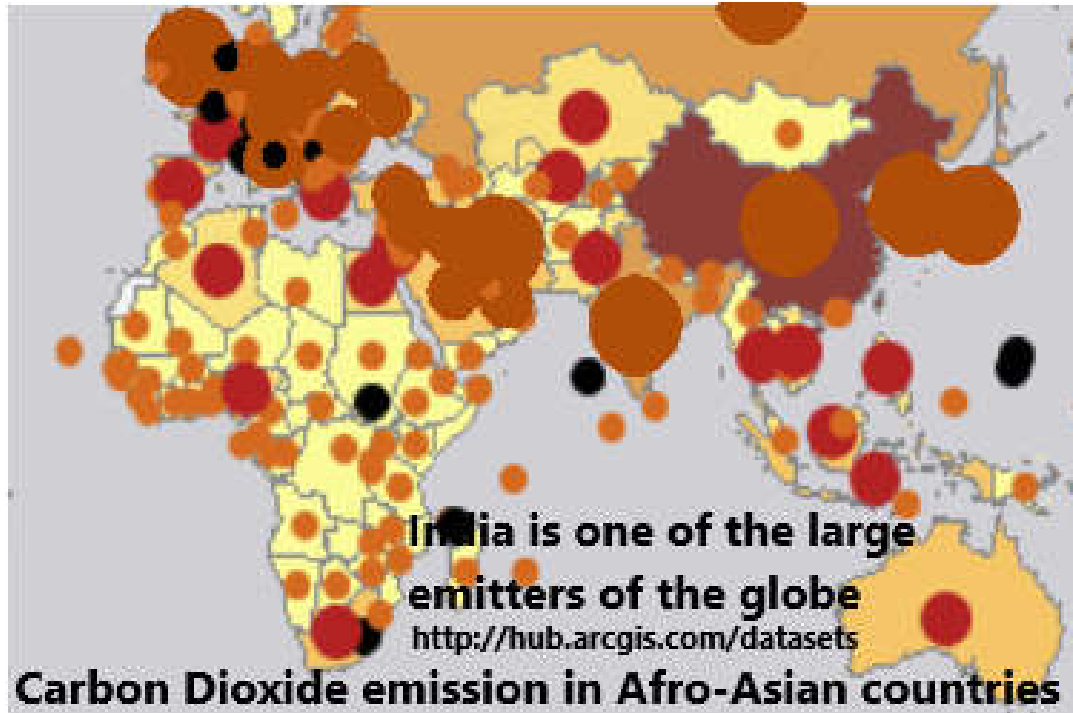 India is one of the large
emitters of the globe
http://hub.arcgis.com/datasets
Carbon Dioxide emission in Afro-Asian countries